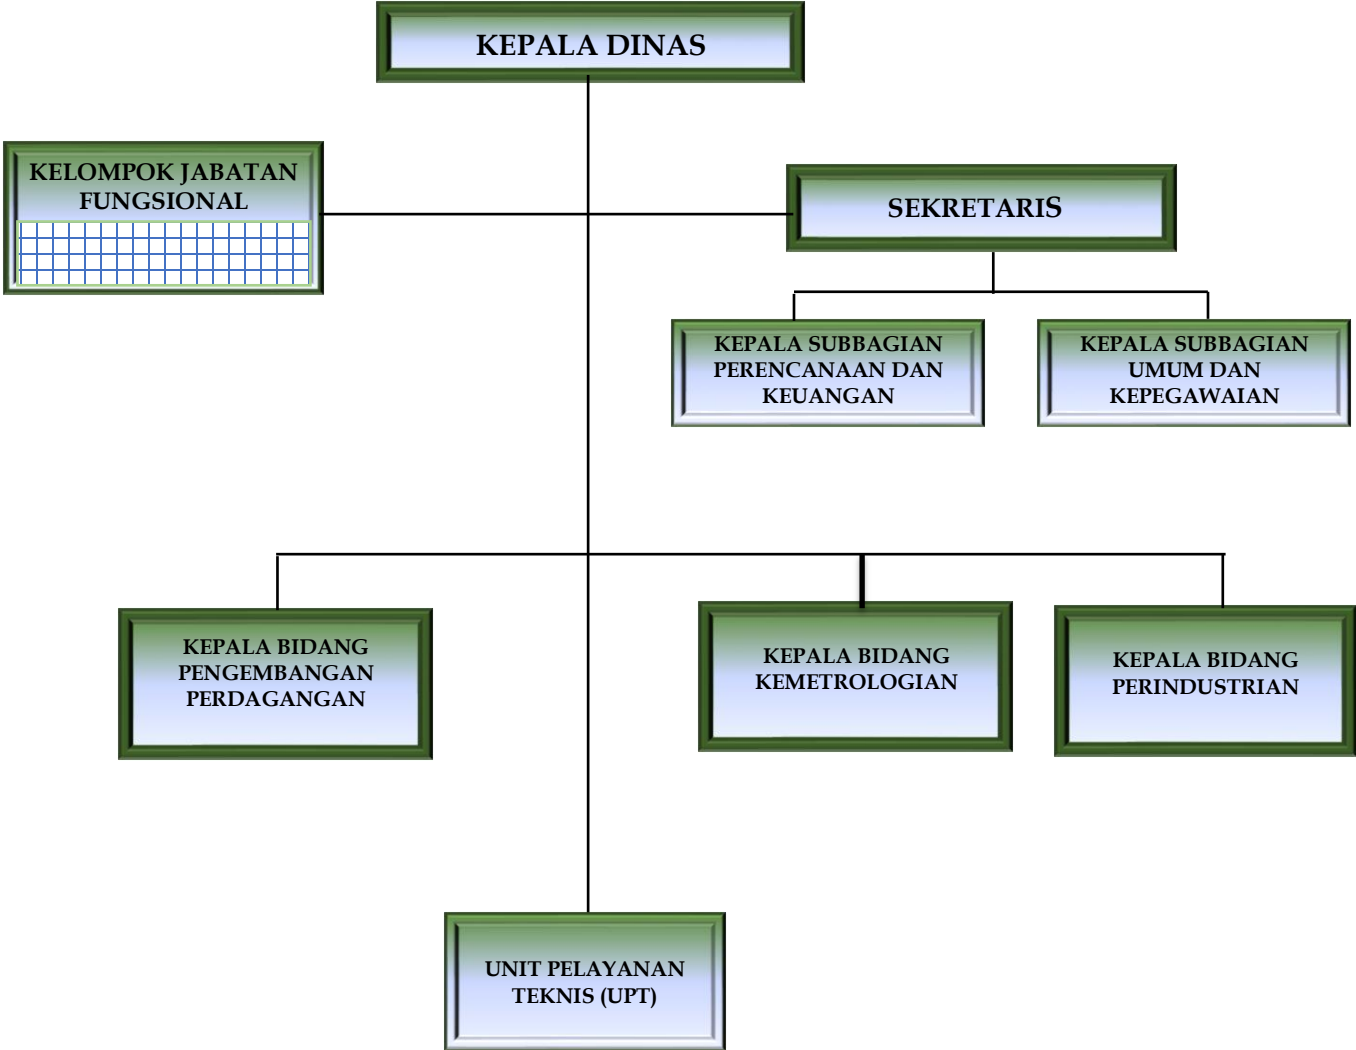 KEPALA DINAS
KELOMPOK JABATAN
FUNGSIONAL
SEKRETARIS
KEPALA SUBBAGIAN
PERENCANAAN DAN
KEUANGAN
KEPALA SUBBAGIAN
UMUM DAN
KEPEGAWAIAN
KEPALA BIDANG
PENGEMBANGAN
PERDAGANGAN
KEPALA BIDANG
KEMETROLOGIAN
KEPALA BIDANG
PERINDUSTRIAN
UNIT PELAYANAN
TEKNIS (UPT)